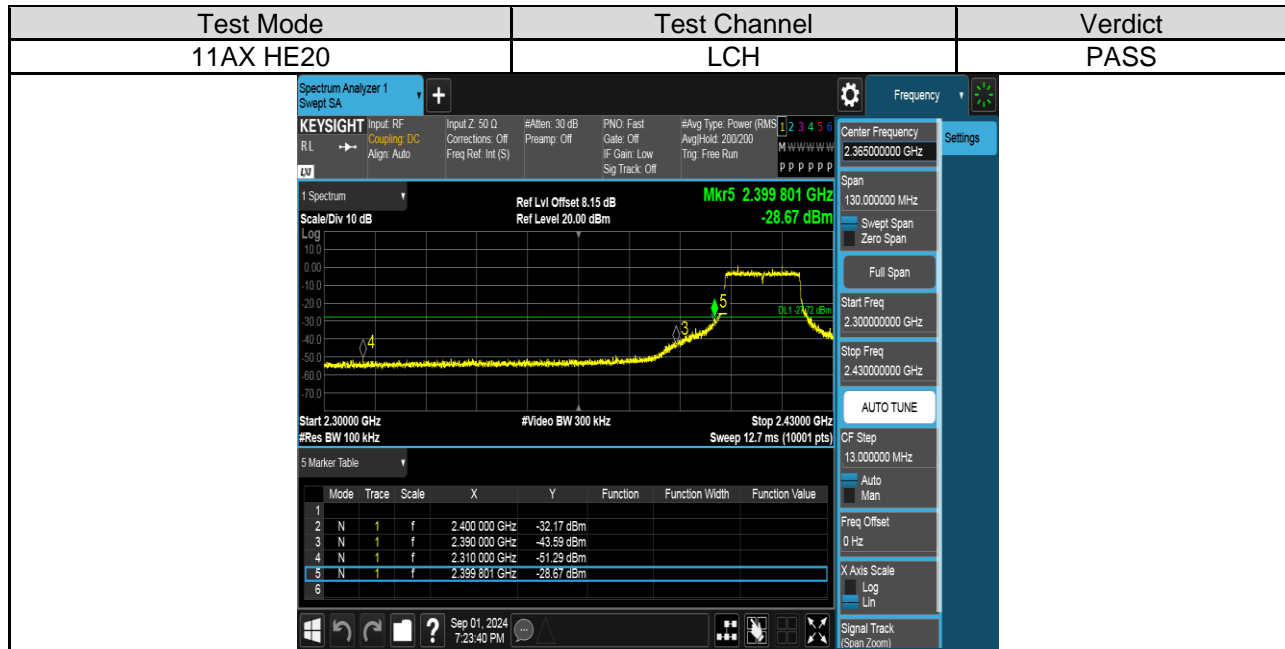 Test Mode Test Channel Verdict
11AX HE20 LCH PASS
Spectrum Analyzer 1
Swept SA
+
Frequency
KEYSIGHT
RL
LXI
Input: RF
Coupling: DC
Align: Auto
Input Z: 50 Ω
Corrections: Off
Freq Ref: Int (S)
#Atten: 30 dB
Preamp: Off
PNO: Fast
Gate: Off
IF Gain: Low
Sig Track: Off
#Avg Type: Power (RMS
Avg|Hold: 200/200
Trig: Free Run
1 2 3 4 5 6
M W W W W W
P P P P P P
1 Spectrum
Scale/Div 10 dB
Ref Lvl Offset 8.15 dB
Ref Level 20.00 dBm
Mkr5 2.399 801 GHz
-28.67 dBm
Log
10.0
0.00
-10.0
-20.0
-30.0
-40.0
-50.0
-60.0
-70.0
4
3
5
DL1 -27.72 dBm
Start 2.30000 GHz #Video BW 300 kHz Stop 2.43000 GHz
#Res BW 100 kHz Sweep 12.7 ms (10001 pts)
5 Marker Table
Mode Trace Scale X Y Function Function Width Function Value
1
2 N 1 f 2.400 000 GHz -32.17 dBm
3 N 1 f 2.390 000 GHz -43.59 dBm
4 N 1 f 2.310 000 GHz -51.29 dBm
5 N 1 f 2.399 801 GHz -28.67 dBm
6
?
Sep 01, 2024
7:23:40 PM
Center Frequency
2.365000000 GHz
Settings
Span
130.000000 MHz
Swept Span
Zero Span
Full Span
Start Freq
2.300000000 GHz
Stop Freq
2.430000000 GHz
AUTO TUNE
CF Step
13.000000 MHz
Auto
Man
Freq Offset
0 Hz
X Axis Scale
Log
Lin
Signal Track
(Span Zoom)